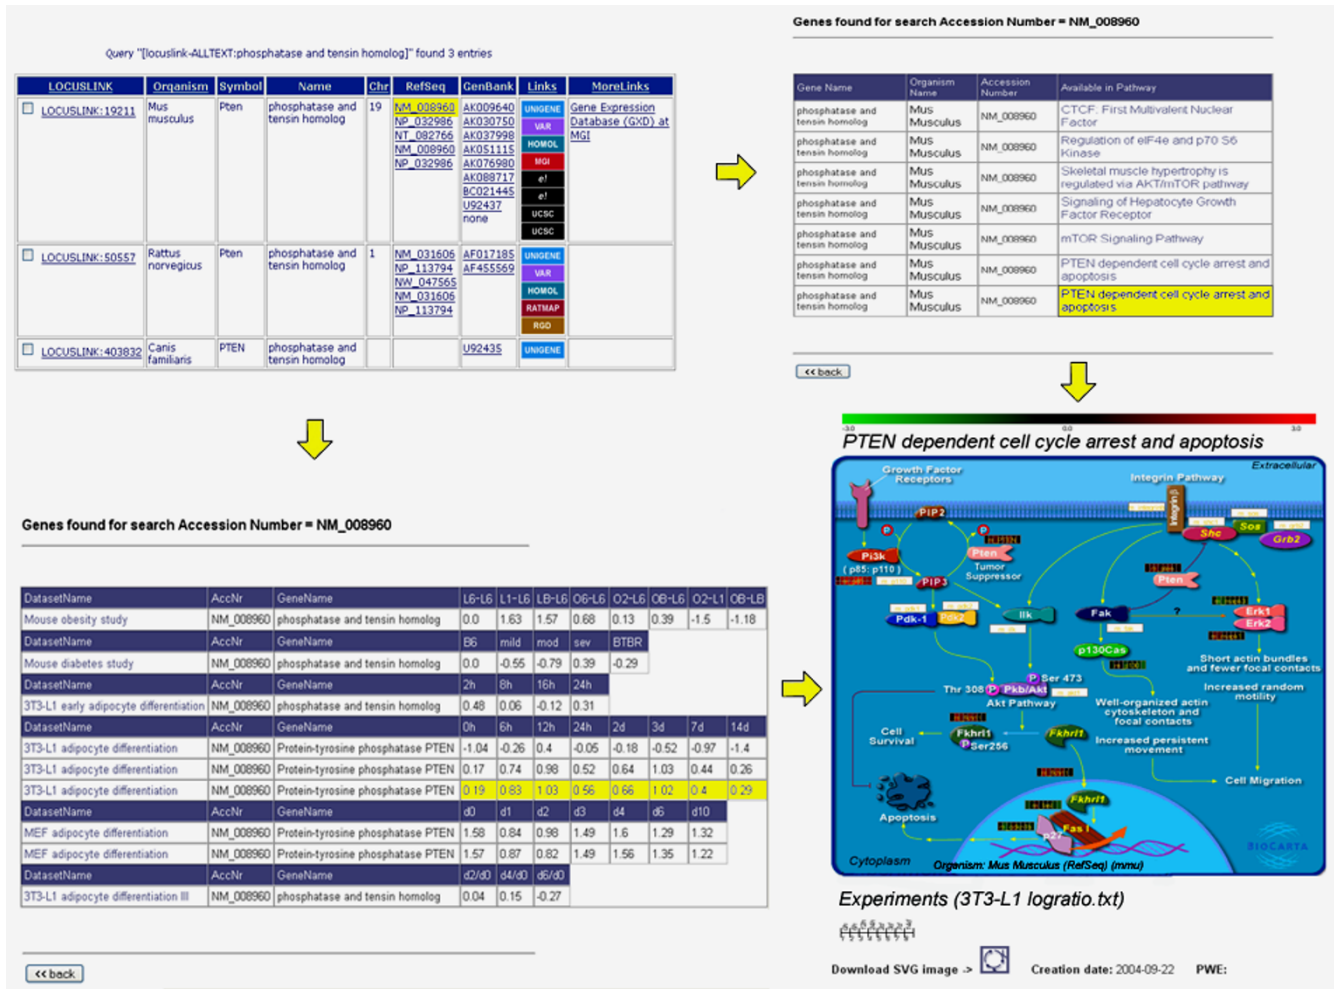 Query "[locuslink-ALLTEXT:phosphatase and tensin homolog]" found 3 entries
LOCUSLINK Organism Symbol Name Chr RefSeq GenBank Links MoreLinks
LOCUSLINK:19211 Mus musculus Pten phosphatase and tensin homolog 19
NM_008960
NP_032986
NT_082766
NM_008960
NP_032986
AK009640
AK030750
AK037998
AK051115
AK076980
AK088717
BC021445
U92437
none
UNIGENE
VAR
HOMOL
MGI
e!
e!
UCSC
UCSC
Gene Expression
Database (GXD) at
MGI
LOCUSLINK:50557 Rattus norvegicus Pten phosphatase and tensin homolog 1
NM_031606
NP_113794
NW_047565
NM_031606
NP_113794
AF017185
AF455569
UNIGENE
VAR
HOMOL
RATMAP
RGD
LOCUSLINK:403832 Canis familiaris PTEN phosphatase and tensin homolog U92435 UNIGENE
Genes found for search Accession Number = NM_008960
Gene Name Organism Name Accession Number Available in Pathway
phosphatase and tensin homolog Mus Musculus NM_008960 CTCF: First Multivalent Nuclear Factor
phosphatase and tensin homolog Mus Musculus NM_008960 Regulation of eIF4e and p70 S6 Kinase
phosphatase and tensin homolog Mus Musculus NM_008960 Skeletal muscle hypertrophy is regulated via AKT/mTOR pathway
phosphatase and tensin homolog Mus Musculus NM_008960 Signaling of Hepatocyte Growth Factor Receptor
phosphatase and tensin homolog Mus Musculus NM_008960 mTOR Signaling Pathway
phosphatase and tensin homolog Mus Musculus NM_008960 PTEN dependent cell cycle arrest and apoptosis
phosphatase and tensin homolog Mus Musculus NM_008960 PTEN dependent cell cycle arrest and apoptosis
<< back
Genes found for search Accession Number = NM_008960
DatasetName AccNr GeneName L6-L6 L1-L6 LB-L6 O6-L6 O2-L6 OB-L6 O2-L1 OB-LB
Mouse obesity study NM_008960 phosphatase and tensin homolog 0.0 1.63 1.57 0.68 0.13 0.39 -1.5 -1.18
DatasetName AccNr GeneName B6 mild mod sev BTBR
Mouse diabetes study NM_008960 phosphatase and tensin homolog 0.0 -0.55 -0.79 0.39 -0.29
DatasetName AccNr GeneName 2h 8h 16h 24h
3T3-L1 early adipocyte differentiation NM_008960 phosphatase and tensin homolog 0.48 0.06 -0.12 0.31
DatasetName AccNr GeneName 0h 6h 12h 24h 2d 3d 7d 14d
3T3-L1 adipocyte differentiation NM_008960 Protein-tyrosine phosphatase PTEN -1.04 -0.26 0.4 -0.05 -0.18 -0.52 -0.97 -1.4
3T3-L1 adipocyte differentiation NM_008960 Protein-tyrosine phosphatase PTEN 0.17 0.74 0.98 0.52 0.64 1.03 0.44 0.26
3T3-L1 adipocyte differentiation NM_008960 Protein-tyrosine phosphatase PTEN 0.19 0.83 1.03 0.56 0.66 1.02 0.4 0.29
DatasetName AccNr GeneName d0 d1 d2 d3 d4 d6 d10
MEF adipocyte differentiation NM_008960 Protein-tyrosine phosphatase PTEN 1.58 0.84 0.98 1.49 1.6 1.29 1.32
MEF adipocyte differentiation NM_008960 Protein-tyrosine phosphatase PTEN 1.57 0.87 0.82 1.49 1.56 1.35 1.22
DatasetName AccNr GeneName d2/d0 d4/d0 d6/d0
3T3-L1 adipocyte differentiation III NM_008960 phosphatase and tensin homolog 0.04 0.15 -0.27
<< back
-3.0 0.0 3.0
PTEN dependent cell cycle arrest and apoptosis
Extracellular
Growth Factor
Receptors
Integrin Pathway
Integrin β
PIP2
P
P
Shc
Sos
Grb2
Pi3k
( p85: p110 )
Pten
Tumor
Suppressor
PIP3
Pten
Pdk-1
Pdk2
Ilk
Fak
?
Erk1
Erk2
p130Cas
Short actin bundles
and fewer focal contacts
P Ser 473
Thr 308 P Pkb/Akt
Akt Pathway
Increased random
motility
Well-organized actin
cytoskeleton and
focal contacts
Cell
Survival
Fkhrl1
P Ser256
Fkhrl1
Increased persistent
movement
Cell Migration
Apoptosis
Fkhrl1
p27
Fas l
Cytoplasm
Organism: Mus Musculus (RefSeq) (mmu)
BIOCARTA
Experiments (3T3-L1 logratio.txt)
Download SVG image -> Creation date: 2004-09-22 PWE: